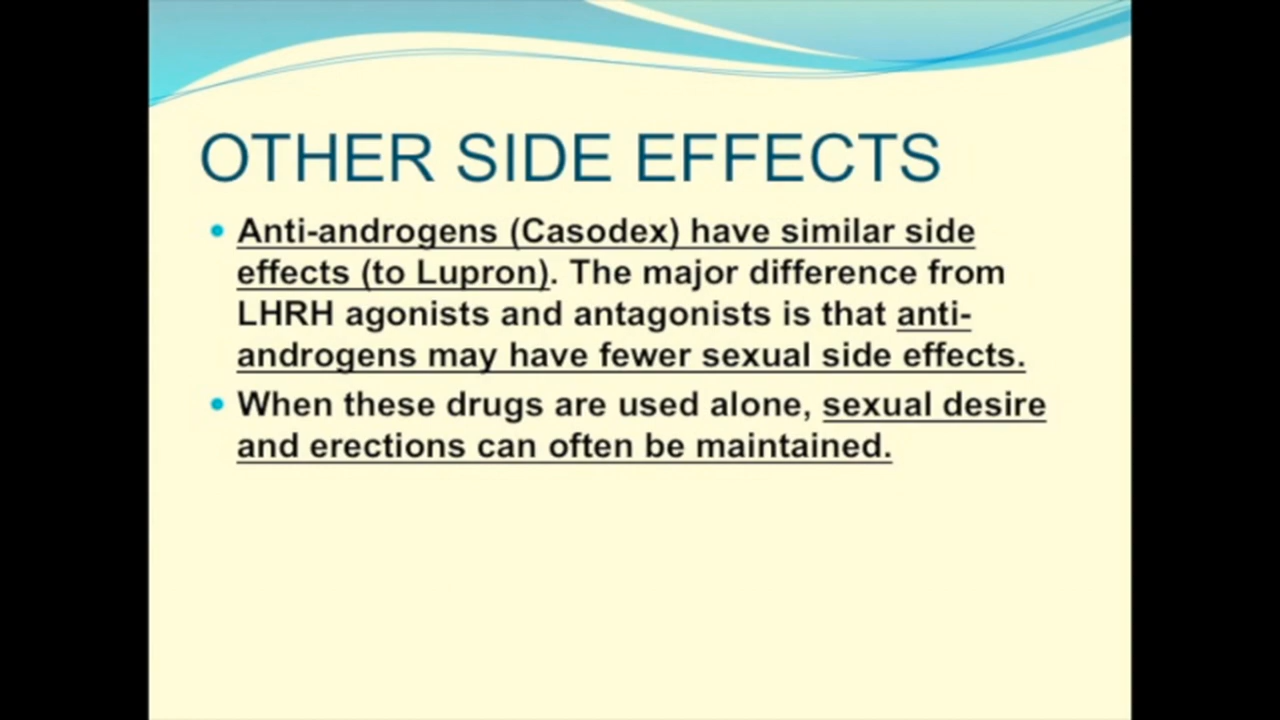 OTHER SIDE EFFECTS
• Anti-androgens (Casodex) have similar side
effects (to Lupron). The major difference from
LHRH agonists and antagonists is that anti-
androgens may have fewer sexual side effects.
• When these drugs are used alone, sexual desire
and erections can often be maintained.